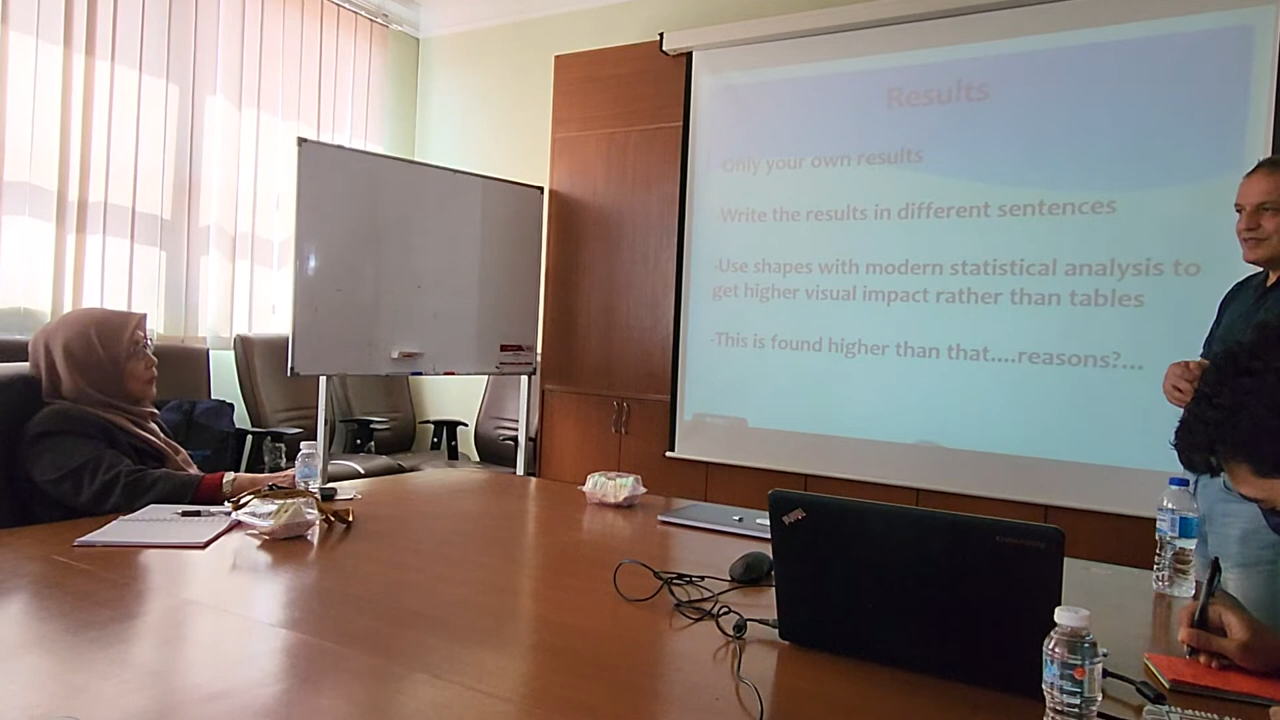 Results
-Only your own results
-Write the results in different sentences
-Use shapes with modern statistical analysis to
get higher visual impact rather than tables
-This is found higher than that....reasons?...
ThinkPad